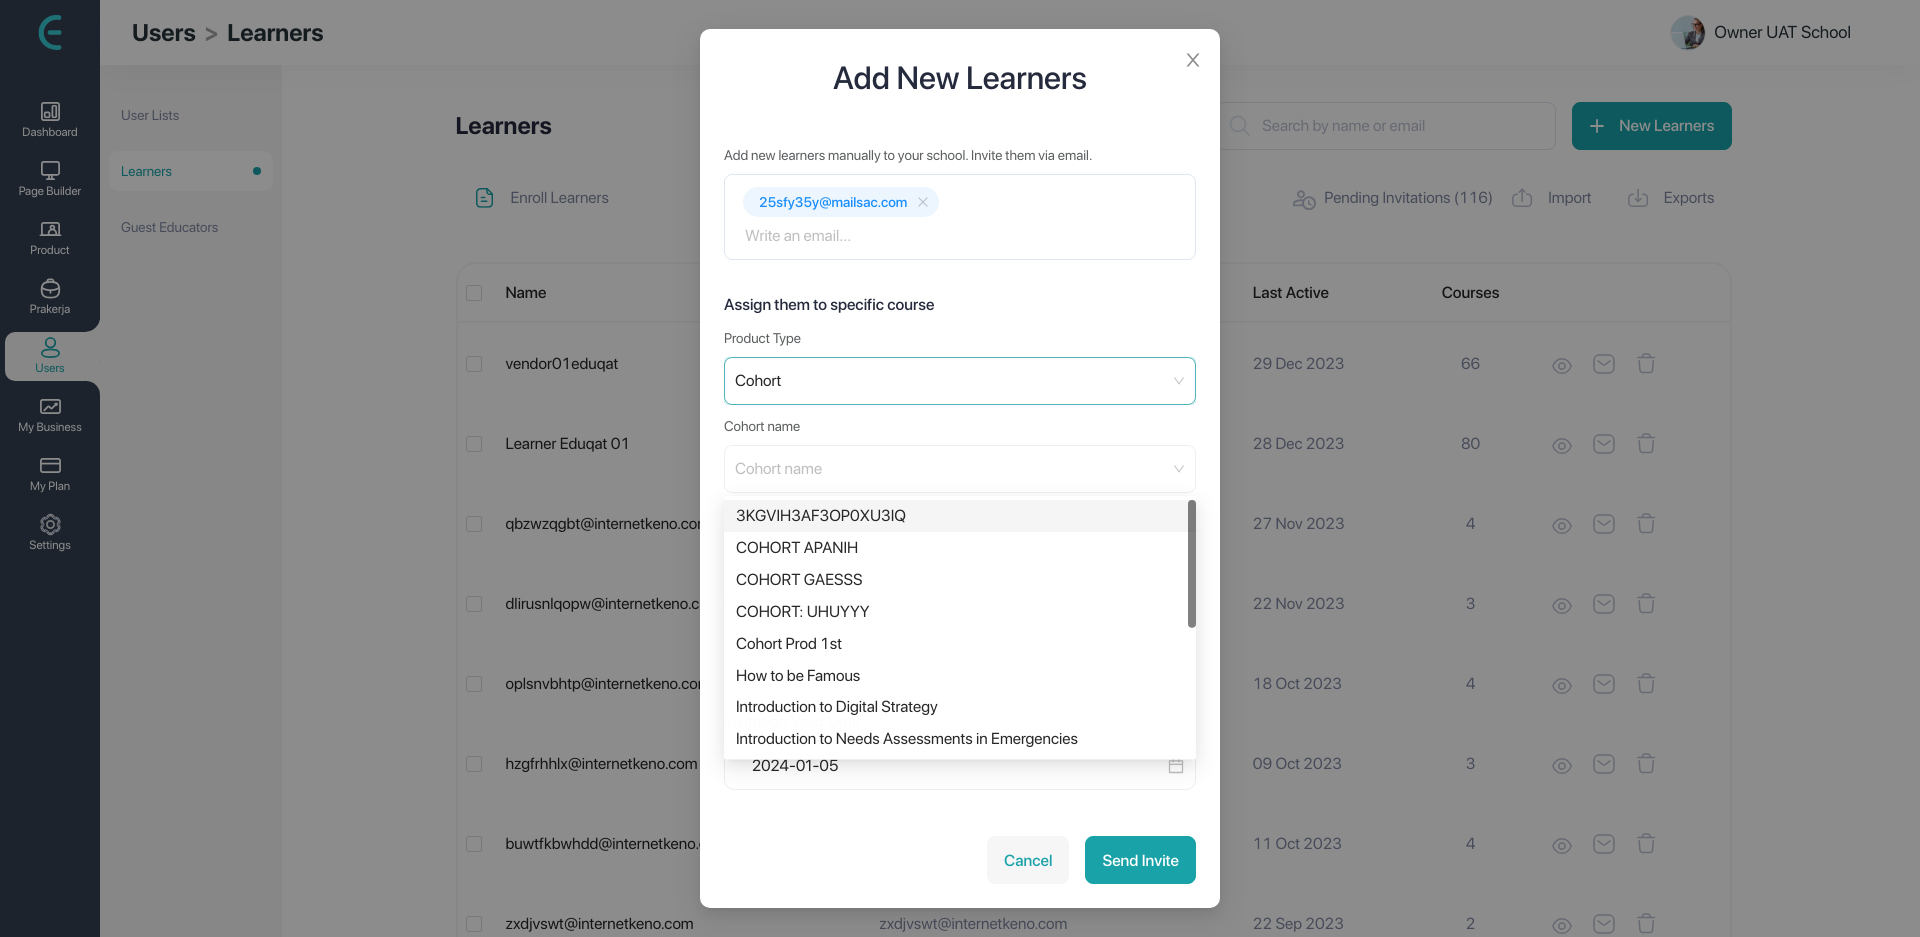 Users > Learners
Owner UAT School
Dashboard
Page Builder
Product
Prakerja
Users
My Business
My Plan
Settings
User Lists
Learners
Guest Educators
Learners
Search by name or email
New Learners
Enroll Learners
Pending Invitations (116)
Import
Exports
Name
Last Active
Courses
vendor01eduqat
29 Dec 2023
66
Learner Eduqat 01
28 Dec 2023
80
qbzwzqgbt@internetkeno.cor
27 Nov 2023
4
dlirusnlqopw@internetkeno.c
22 Nov 2023
3
oplsnvbhtp@internetkeno.cor
18 Oct 2023
4
hzgfrhhlx@internetkeno.com
09 Oct 2023
3
buwtfkbwhdd@internetkeno.
11 Oct 2023
4
zxdjvswt@internetkeno.com
zxdjvswt@internetkeno.com
22 Sep 2023
2
Add New Learners
Add new learners manually to your school. Invite them via email.
25sfy35y@mailsac.com
Write an email...
Assign them to specific course
Product Type
Cohort
Cohort name
Cohort name
3KGVIH3AF3OP0XU3IQ
COHORT APANIH
COHORT GAESSS
COHORT: UHUYYY
Cohort Prod 1st
How to be Famous
Introduction to Digital Strategy
Introduction to Needs Assessments in Emergencies
2024-01-05
Cancel
Send Invite